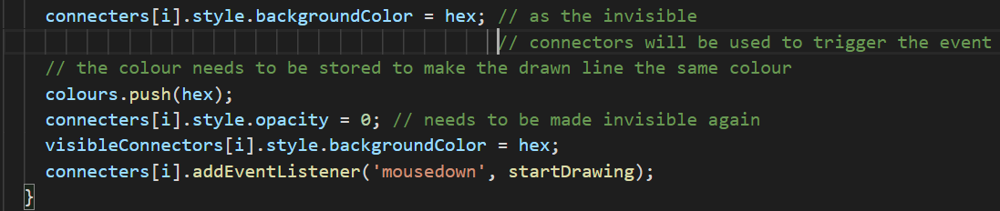 connecters[i].style.backgroundColor = hex; // as the invisible
// connectors will be used to trigger the event
// the colour needs to be stored to make the drawn line the same colour
colours.push(hex);
connecters[i].style.opacity = 0; // needs to be made invisible again
visibleConnectors[i].style.backgroundColor = hex;
connecters[i].addEventListener('mousedown', startDrawing);
}